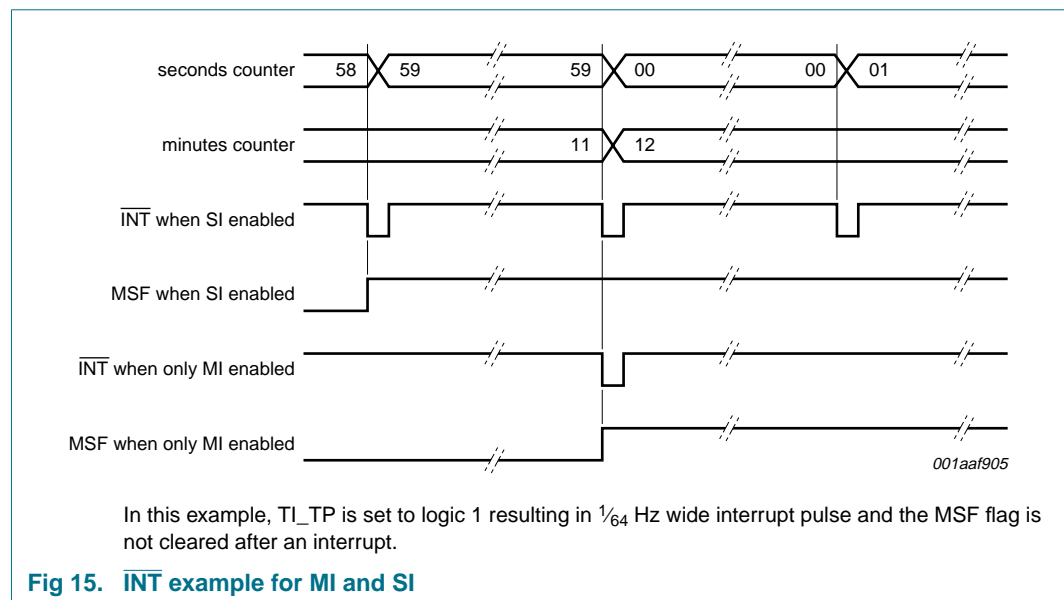 seconds counter 58 59 59 00 00 01
minutes counter 11 12
INT when SI enabled
MSF when SI enabled
INT when only MI enabled
MSF when only MI enabled
001aaf905
In this example, TI_TP is set to logic 1 resulting in 1⁄64 Hz wide interrupt pulse and the MSF flag is
not cleared after an interrupt.
Fig 15. INT example for MI and SI